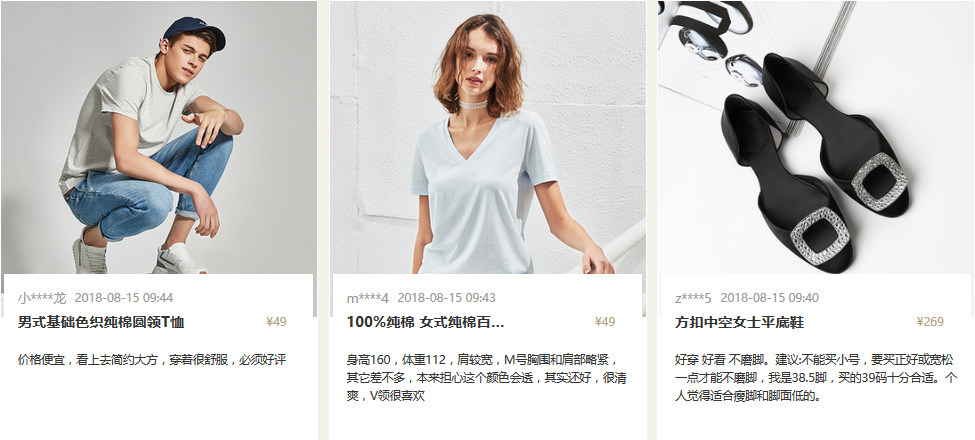 小****龙 2018-08-15 09:44
男式基础色织纯棉圆领T恤 ¥49
价格便宜，看上去简约大方，穿着很舒服，必须好评
m****4 2018-08-15 09:43
100%纯棉 女式纯棉百... ¥49
身高160，体重112，肩较宽，M号胸围和肩部略紧，
其它差不多，本来担心这个颜色会透，其实还好，很清
爽，V领很喜欢
z****5 2018-08-15 09:40
方扣中空女士平底鞋 ¥269
好穿 好看 不磨脚。建议:不能买小号，要买正好或宽松
一点才能不磨脚，我是38.5脚，买的39码十分合适。个
人觉得适合瘦脚和脚面低的。